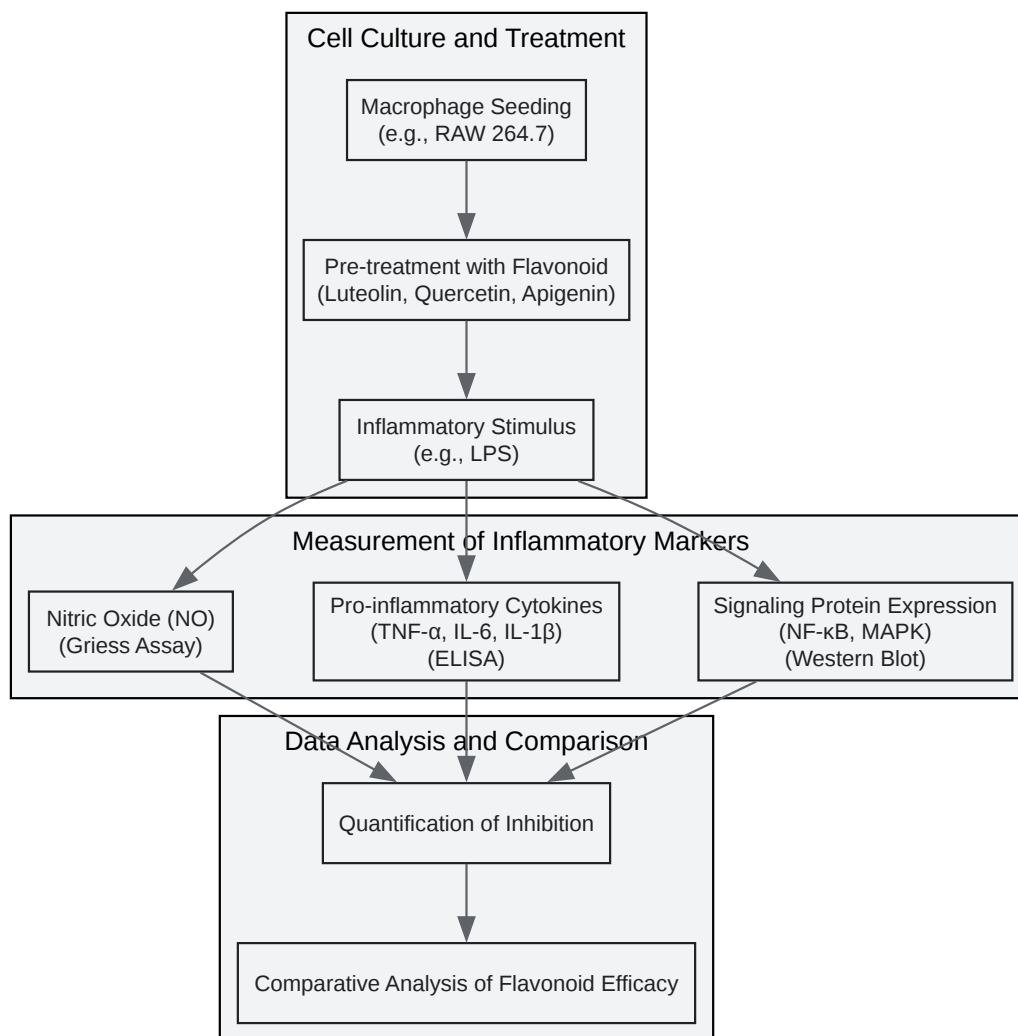 Cell Culture and Treatment
Macrophage Seeding
(e.g., RAW 264.7)
Pre-treatment with Flavonoid
(Luteolin, Quercetin, Apigenin)
Inflammatory Stimulus
(e.g., LPS)
Measurement of Inflammatory Markers
Nitric Oxide (NO)
(Griess Assay)
Pro-inflammatory Cytokines
(TNF-α, IL-6, IL-1β)
(ELISA)
Signaling Protein Expression
(NF-κB, MAPK)
(Western Blot)
Data Analysis and Comparison
Quantification of Inhibition
Comparative Analysis of Flavonoid Efficacy